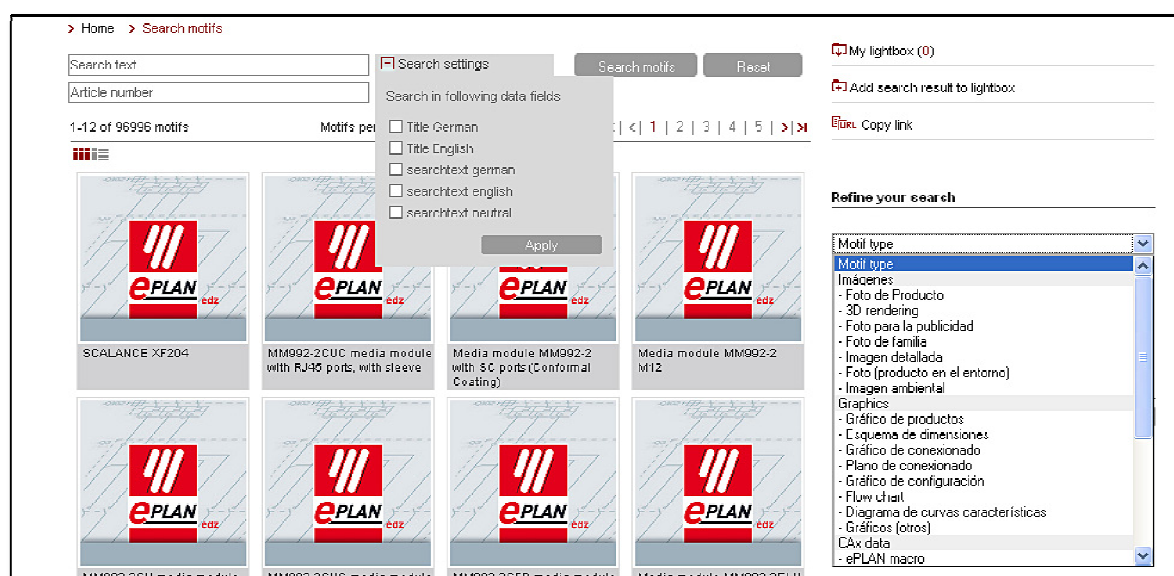 Home > Search motifs
Search text
Article number
Search settings
Search in following data fields
Title German
Title English
searchtext german
searchtext english
searchtext neutral
Apply
Search motifs
Reset
1-12 of 96996 motifs
Motifs per
< | 1 | 2 | 3 | 4 | 5 | >
ePLAN edz
ePLAN edz
ePLAN edz
ePLAN edz
SCALANCE XF204
MM992-2CUC media module
with RJ45 ports, with sleeve
Media module MM992-2
with SC ports (Conformal
Coating)
Media module MM992-2
M12
ePLAN edz
ePLAN edz
ePLAN edz
ePLAN edz
My lightbox (0)
Add search result to lightbox
URL Copy link
Refine your search
Motif type
Motif type
Imágenes
- Foto de Producto
- 3D rendering
- Foto para la publicidad
- Foto de familia
- Imagen detallada
- Foto (producto en el entorno)
- Imagen ambiental
Graphics
- Gráfico de productos
- Esquema de dimensiones
- Gráfico de conexionado
- Plano de conexionado
- Gráfico de configuración
- Flow chart
- Diagrama de curvas características
- Gráficos (otros)
CAx data
- ePLAN macro